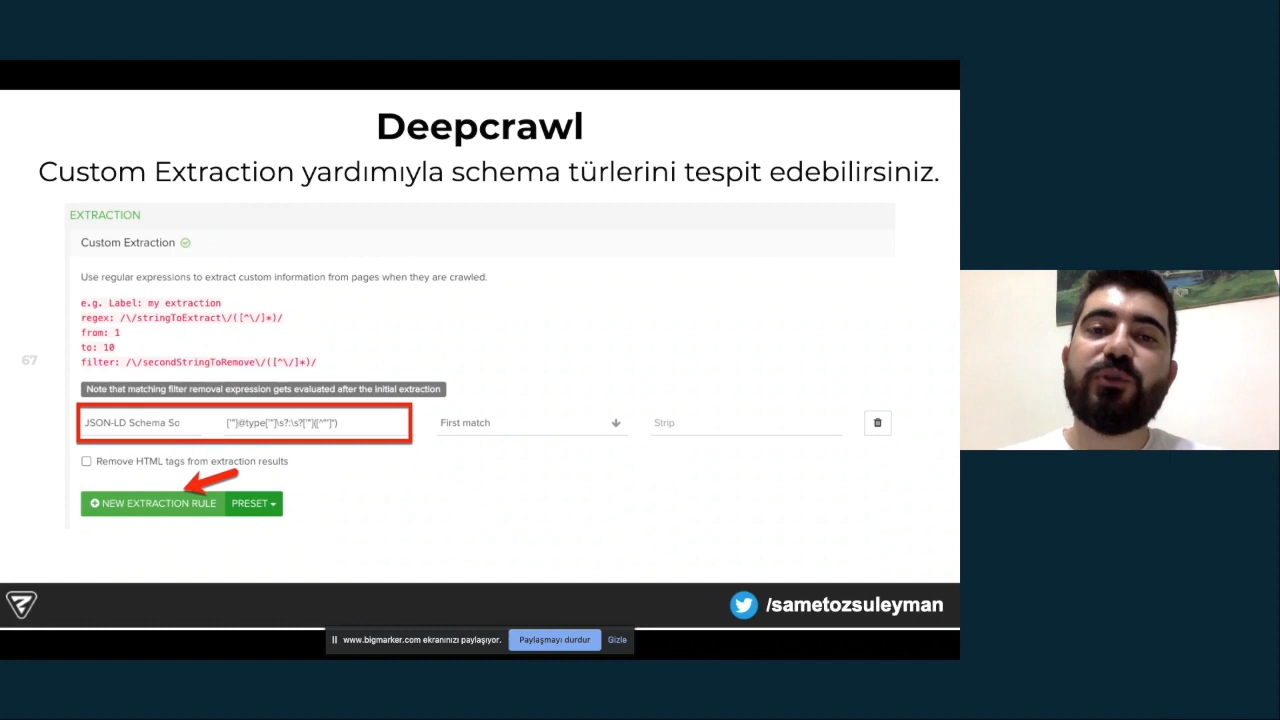 Deepcrawl
Custom Extraction yardımıyla schema türlerini tespit edebilirsiniz.
EXTRACTION
Custom Extraction
Use regular expressions to extract custom information from pages when they are crawled.
e.g. Label: my extraction
regex: /\/stringToExtract\/([^\/]*)/
from: 1
to: 10
filter: /\/secondStringToRemove\/([^\/]*)/
67
Note that matching filter removal expression gets evaluated after the initial extraction
JSON-LD Schema Sc ['"]@type['"]\s?:\s?['"]([^'"]*) First match Strip
Remove HTML tags from extraction results
NEW EXTRACTION RULE PRESET
/sametozsuleyman
www.bigmarker.com ekranınızı paylaşıyor. Paylaşmayı durdur Gizle